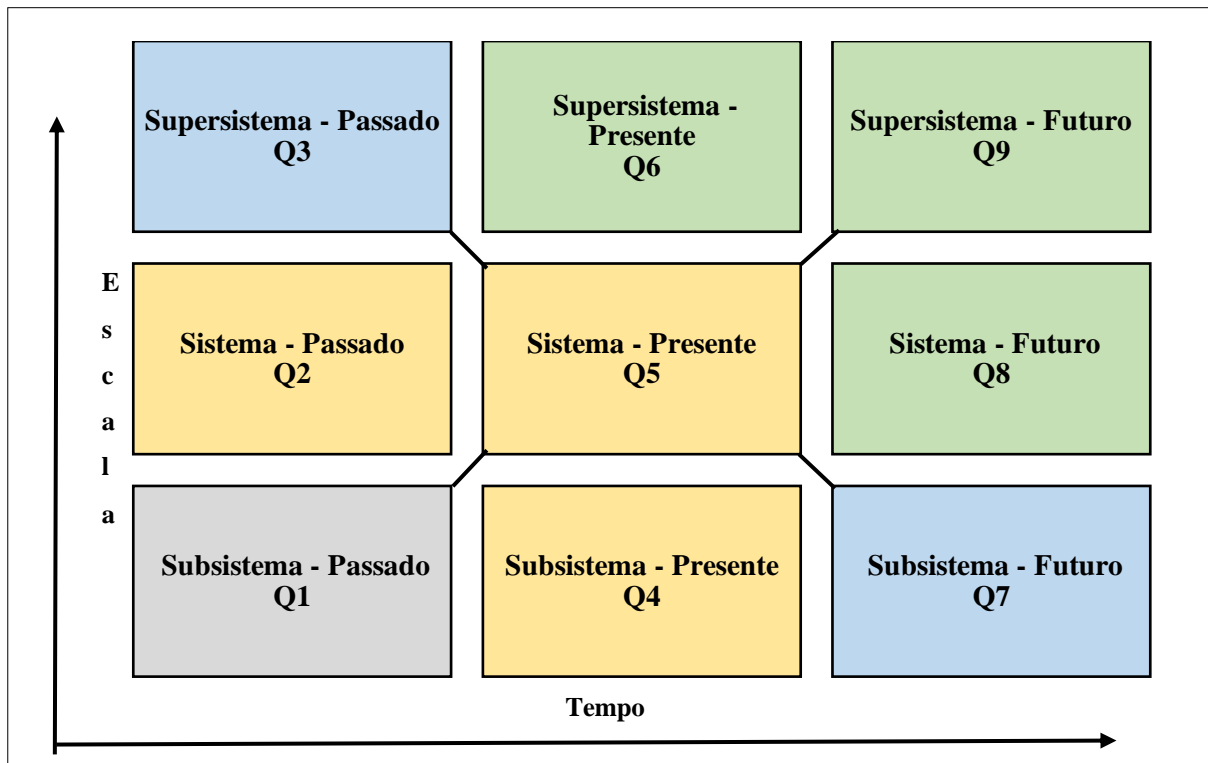 Supersistema - Passado
Q3
Supersistema -
Presente
Q6
Supersistema - Futuro
Q9
Escala
Sistema - Passado
Q2
Sistema - Presente
Q5
Sistema - Futuro
Q8
Subsistema - Passado
Q1
Subsistema - Presente
Q4
Subsistema - Futuro
Q7
Tempo